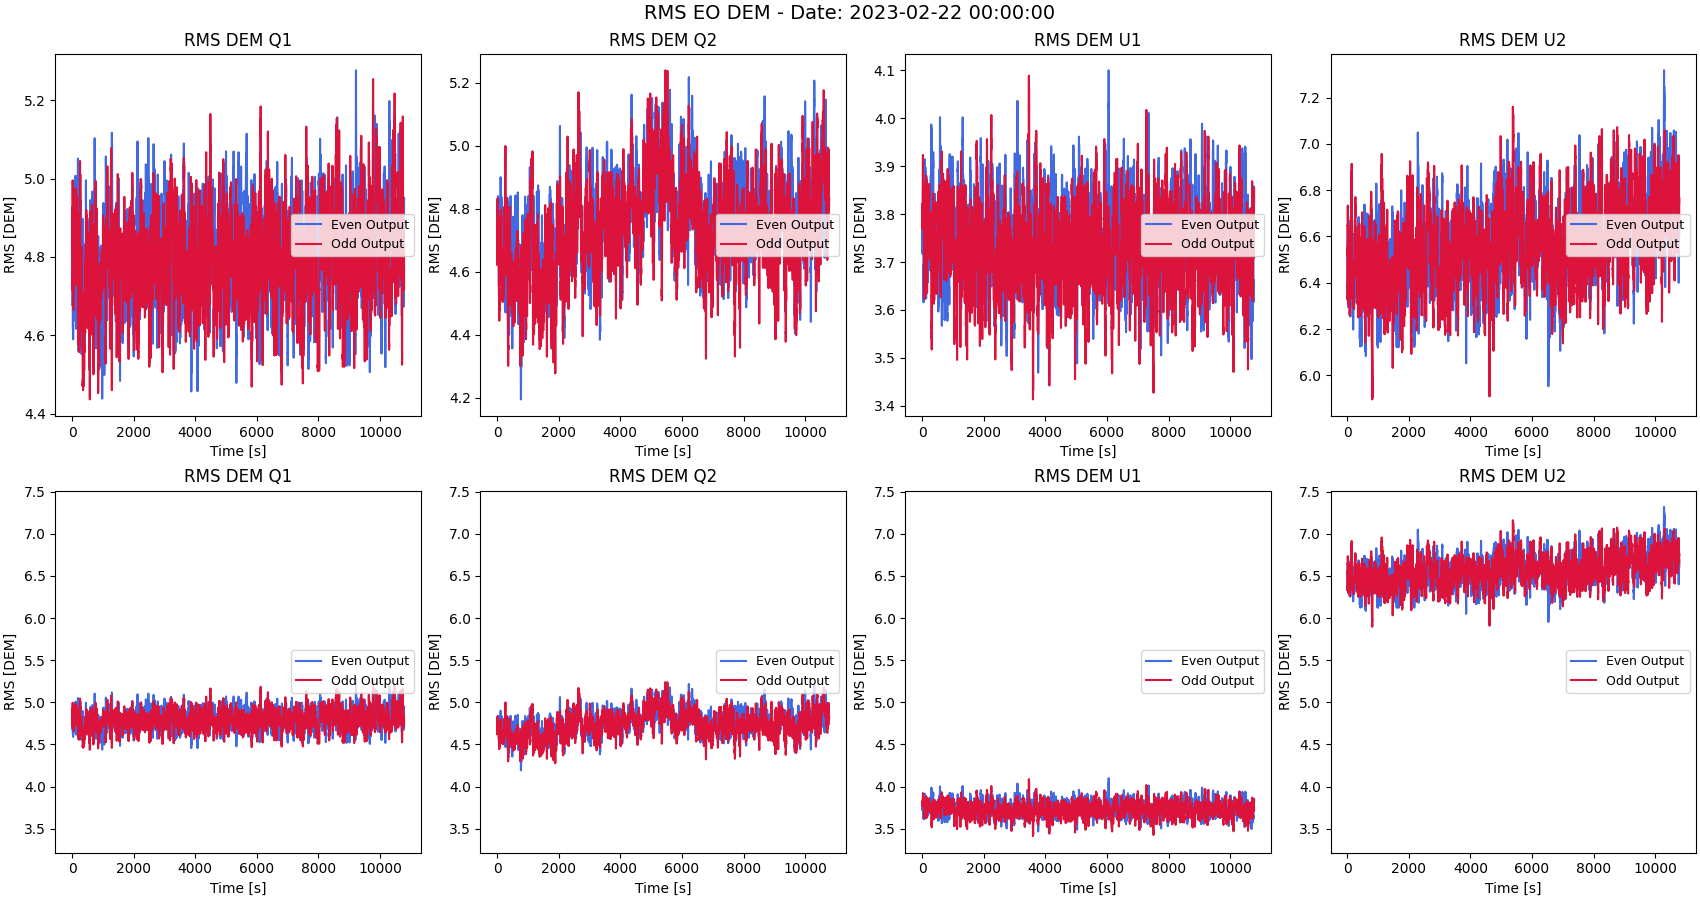 RMS EO DEM - Date: 2023-02-22 00:00:00
RMS DEM Q1
RMS [DEM]
5.2
5.0
4.8
4.6
4.4
0 2000 4000 6000 8000 10000
Time [s]
Even Output
Odd Output
RMS DEM Q2
RMS [DEM]
5.2
5.0
4.8
4.6
4.4
4.2
0 2000 4000 6000 8000 10000
Time [s]
Even Output
Odd Output
RMS DEM U1
RMS [DEM]
4.1
4.0
3.9
3.8
3.7
3.6
3.5
3.4
0 2000 4000 6000 8000 10000
Time [s]
Even Output
Odd Output
RMS DEM U2
RMS [DEM]
7.2
7.0
6.8
6.6
6.4
6.2
6.0
0 2000 4000 6000 8000 10000
Time [s]
Even Output
Odd Output
RMS DEM Q1
RMS [DEM]
7.5
7.0
6.5
6.0
5.5
5.0
4.5
4.0
3.5
0 2000 4000 6000 8000 10000
Time [s]
Even Output
Odd Output
RMS DEM Q2
RMS [DEM]
7.5
7.0
6.5
6.0
5.5
5.0
4.5
4.0
3.5
0 2000 4000 6000 8000 10000
Time [s]
Even Output
Odd Output
RMS DEM U1
RMS [DEM]
7.5
7.0
6.5
6.0
5.5
5.0
4.5
4.0
3.5
0 2000 4000 6000 8000 10000
Time [s]
Even Output
Odd Output
RMS DEM U2
RMS [DEM]
7.5
7.0
6.5
6.0
5.5
5.0
4.5
4.0
3.5
0 2000 4000 6000 8000 10000
Time [s]
Even Output
Odd Output